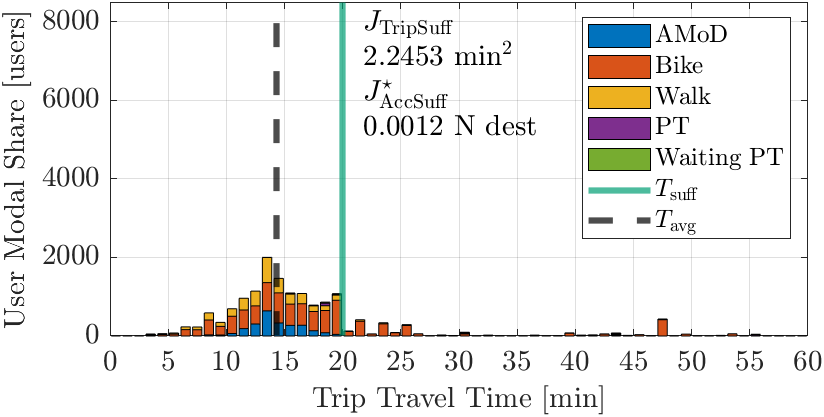 User Modal Share [users]
8000
6000
4000
2000
0
J_TripSuff
2.2453 min²
J⋆_AccSuff
0.0012 N dest
AMoD
Bike
Walk
PT
Waiting PT
T_suff
T_avg
0 5 10 15 20 25 30 35 40 45 50 55 60
Trip Travel Time [min]